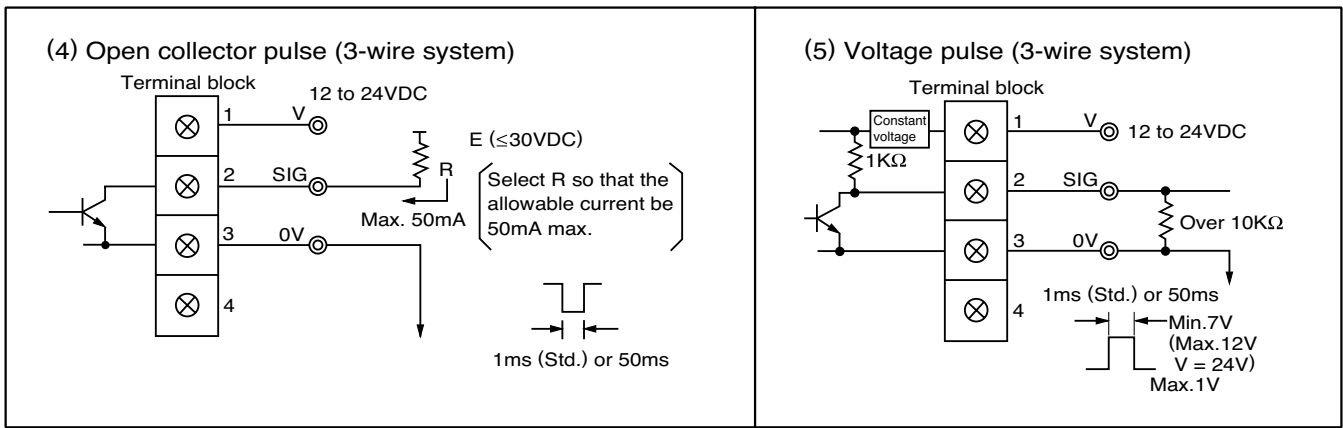 (4) Open collector pulse (3-wire system)
Terminal block
1
V
12 to 24VDC
E (≤30VDC)
2
SIG
R
Max. 50mA
Select R so that the
allowable current be
50mA max.
3
0V
4
1ms (Std.) or 50ms
(5) Voltage pulse (3-wire system)
Terminal block
Constant
voltage
1
V
12 to 24VDC
1KΩ
2
SIG
Over 10KΩ
3
0V
4
1ms (Std.) or 50ms
Min.7V
(Max.12V
V = 24V)
Max.1V